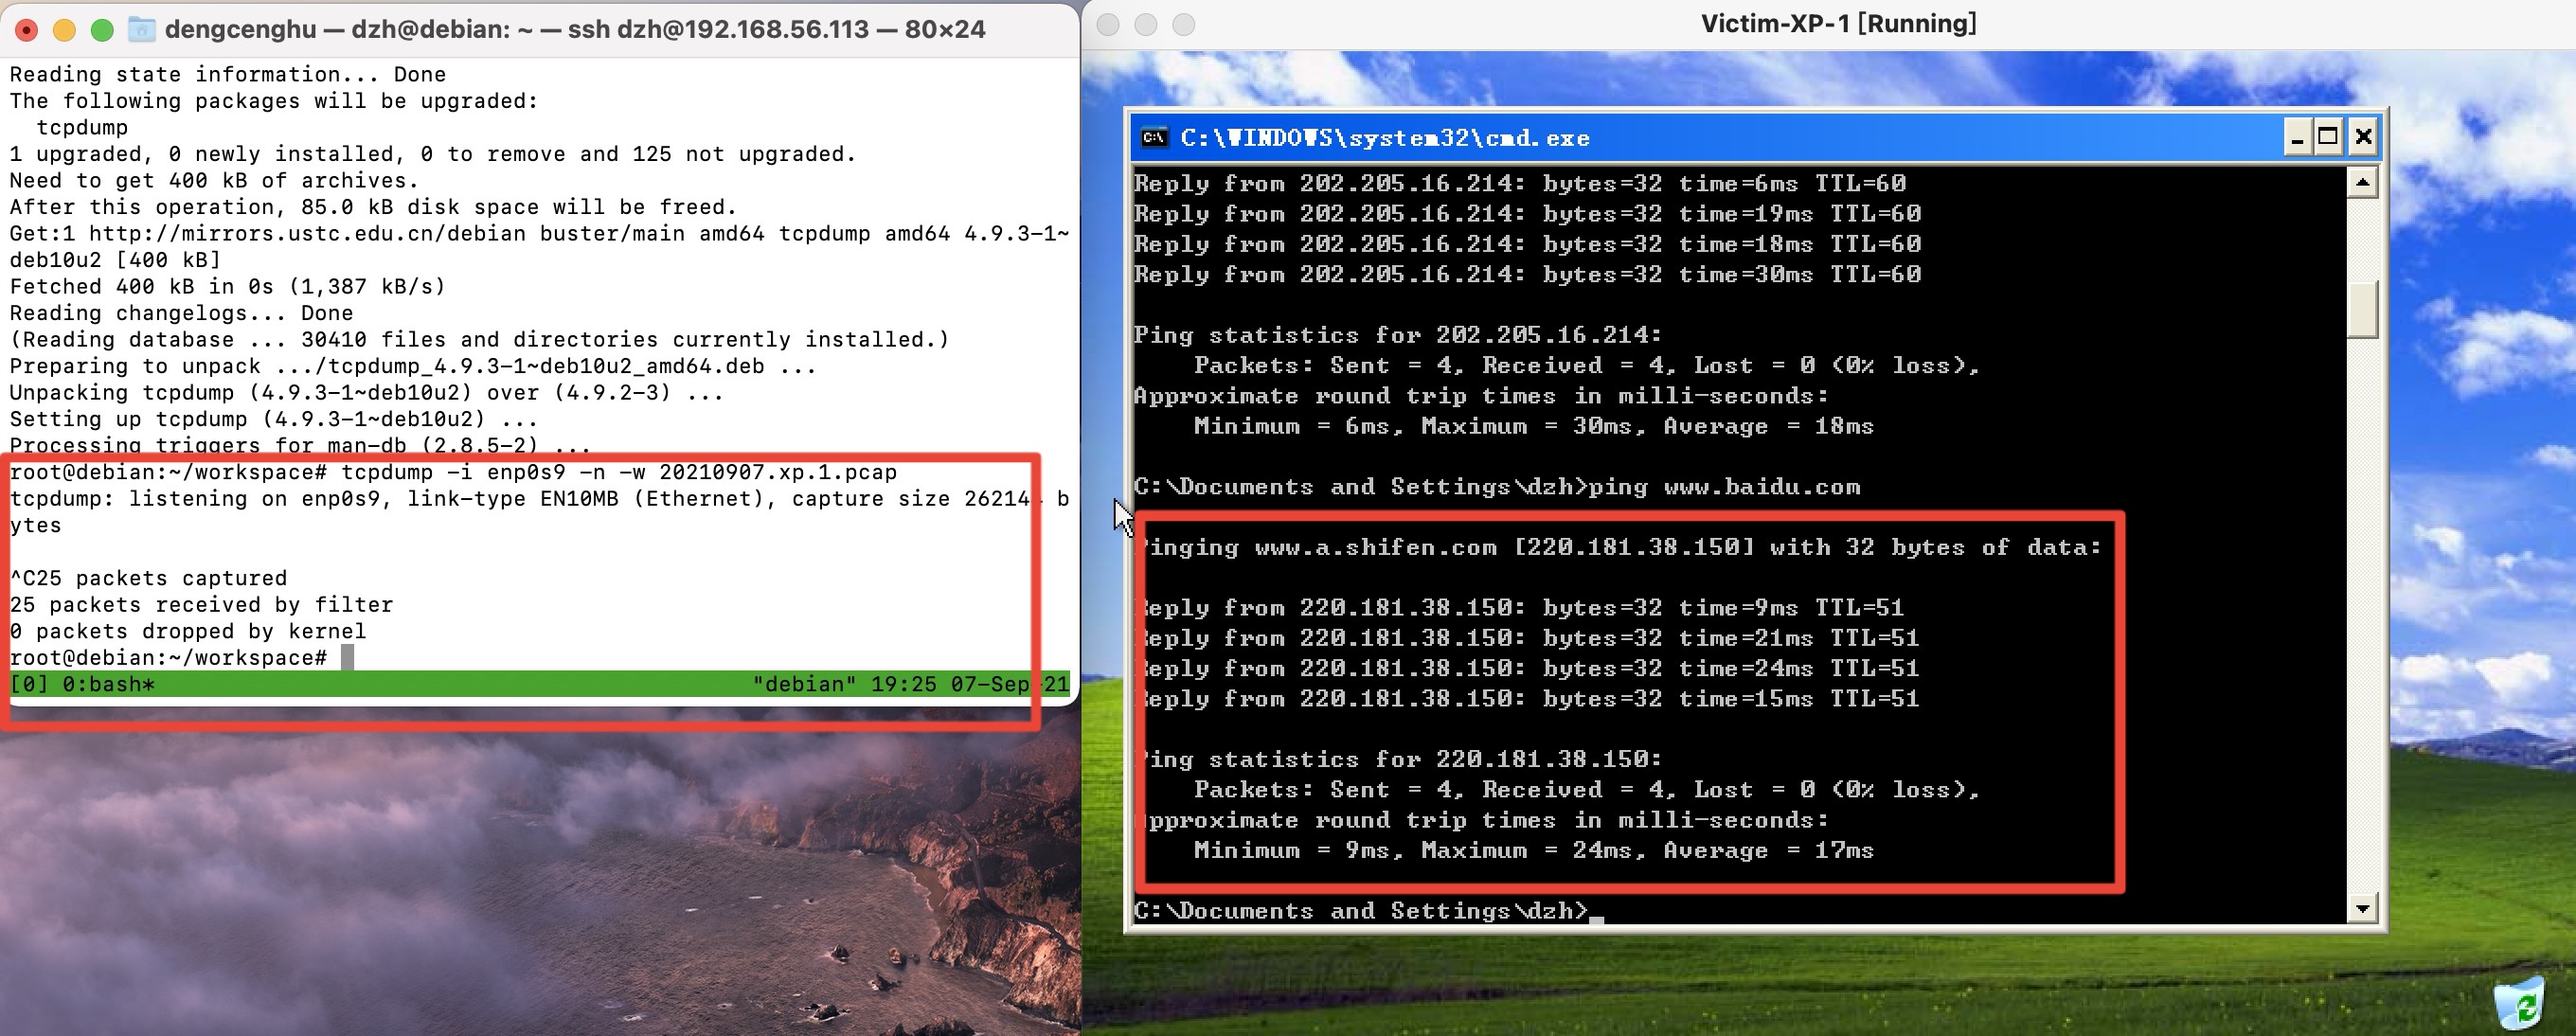 dengcenghu — dzh@debian: ~ — ssh dzh@192.168.56.113 — 80×24
Reading state information... Done
The following packages will be upgraded:
  tcpdump
1 upgraded, 0 newly installed, 0 to remove and 125 not upgraded.
Need to get 400 kB of archives.
After this operation, 85.0 kB disk space will be freed.
Get:1 http://mirrors.ustc.edu.cn/debian buster/main amd64 tcpdump amd64 4.9.3-1~
deb10u2 [400 kB]
Fetched 400 kB in 0s (1,387 kB/s)
Reading changelogs... Done
(Reading database ... 30410 files and directories currently installed.)
Preparing to unpack .../tcpdump_4.9.3-1~deb10u2_amd64.deb ...
Unpacking tcpdump (4.9.3-1~deb10u2) over (4.9.2-3) ...
Setting up tcpdump (4.9.3-1~deb10u2) ...
Processing triggers for man-db (2.8.5-2) ...
root@debian:~/workspace# tcpdump -i enp0s9 -n -w 20210907.xp.1.pcap
tcpdump: listening on enp0s9, link-type EN10MB (Ethernet), capture size 262144 b
ytes
^C25 packets captured
25 packets received by filter
0 packets dropped by kernel
root@debian:~/workspace#
[0] 0:bash* "debian" 19:25 07-Sep-21
Victim-XP-1 [Running]
C:\WINDOWS\system32\cmd.exe
Reply from 202.205.16.214: bytes=32 time=6ms TTL=60
Reply from 202.205.16.214: bytes=32 time=19ms TTL=60
Reply from 202.205.16.214: bytes=32 time=18ms TTL=60
Reply from 202.205.16.214: bytes=32 time=30ms TTL=60
Ping statistics for 202.205.16.214:
    Packets: Sent = 4, Received = 4, Lost = 0 (0% loss),
Approximate round trip times in milli-seconds:
    Minimum = 6ms, Maximum = 30ms, Average = 18ms
C:\Documents and Settings\dzh>ping www.baidu.com
Pinging www.a.shifen.com [220.181.38.150] with 32 bytes of data:
Reply from 220.181.38.150: bytes=32 time=9ms TTL=51
Reply from 220.181.38.150: bytes=32 time=21ms TTL=51
Reply from 220.181.38.150: bytes=32 time=24ms TTL=51
Reply from 220.181.38.150: bytes=32 time=15ms TTL=51
Ping statistics for 220.181.38.150:
    Packets: Sent = 4, Received = 4, Lost = 0 (0% loss),
Approximate round trip times in milli-seconds:
    Minimum = 9ms, Maximum = 24ms, Average = 17ms
C:\Documents and Settings\dzh>_